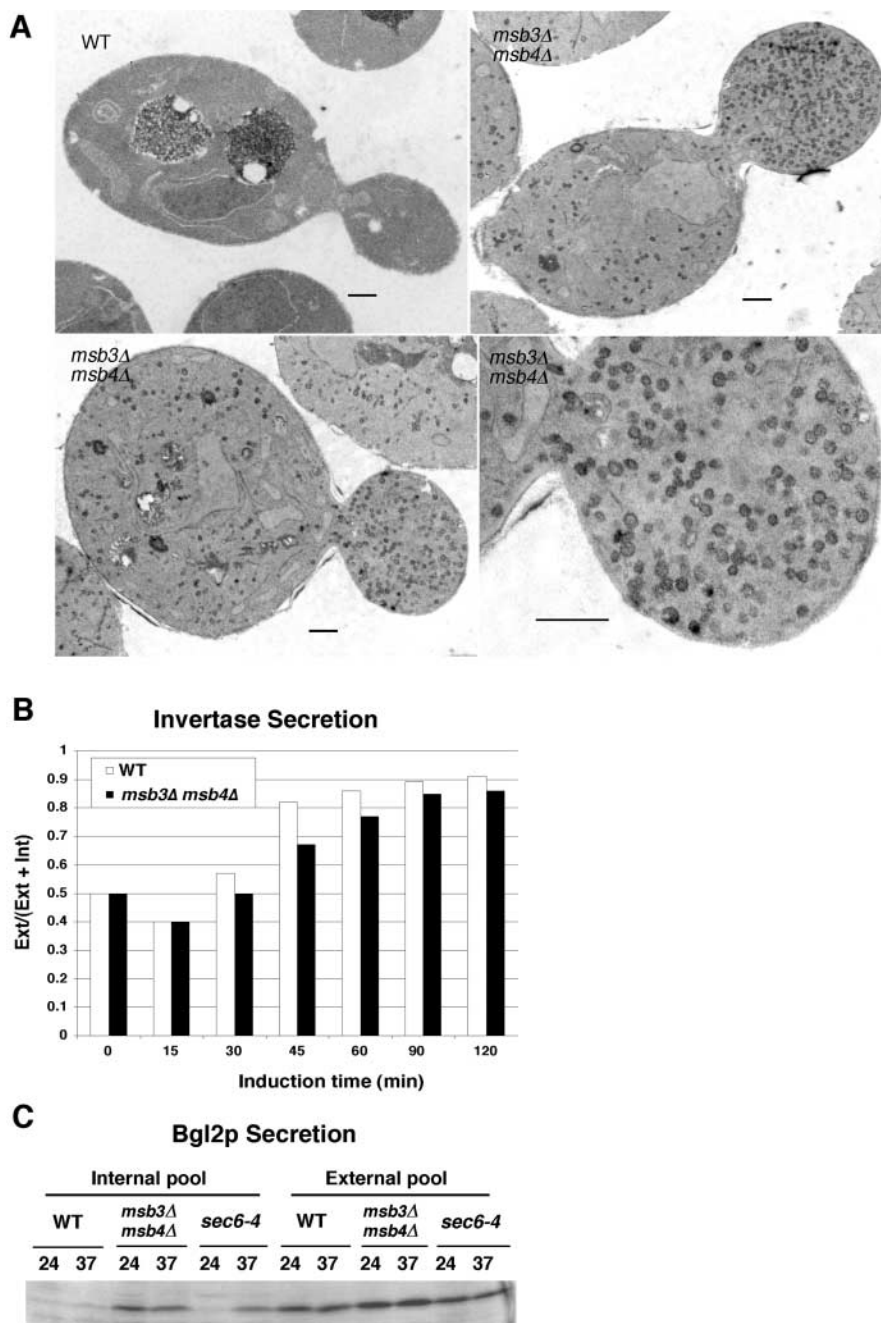 A
WT
msb3Δ
msb4Δ
msb3Δ
msb4Δ
msb3Δ
msb4Δ
B
Invertase Secretion
1
0.9
0.8
0.7
0.6
0.5
0.4
0.3
0.2
0.1
0
Ext/(Ext + Int)
WT
msb3Δ msb4Δ
0 15 30 45 60 90 120
Induction time (min)
C
Bgl2p Secretion
Internal pool External pool
WT msb3Δ msb4Δ sec6-4 WT msb3Δ msb4Δ sec6-4
24 37 24 37 24 37 24 37 24 37 24 37